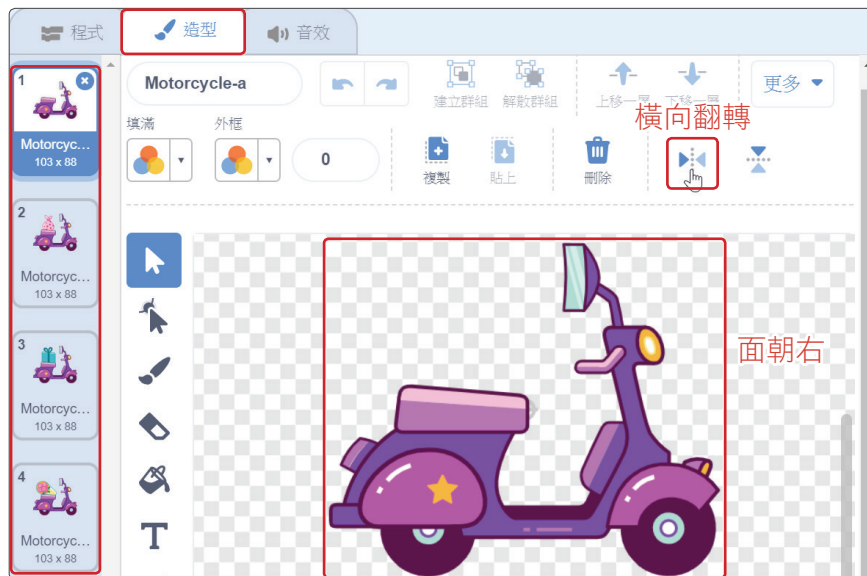 程式
造型
音效
1
Motorcyc...
103 x 88
2
Motorcyc...
103 x 88
3
Motorcyc...
103 x 88
4
Motorcyc...
103 x 88
Motorcycle-a
建立群組
解散群組
上移一層
下移一層
更多
橫向翻轉
填滿
外框
0
複製
貼上
刪除
T
面朝右